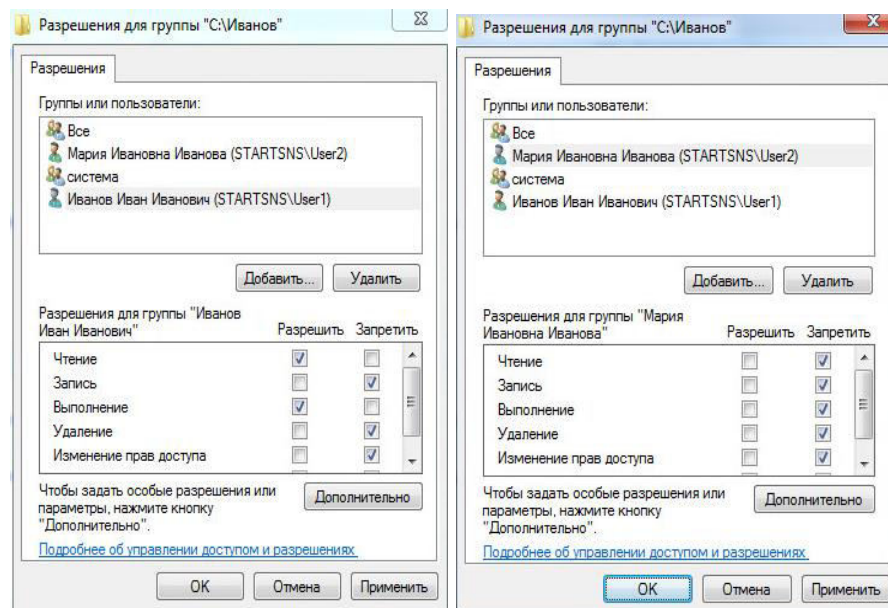 Разрешения для группы "C:\Иванов"
Разрешения
Группы или пользователи:
Все
Мария Ивановна Иванова (STARTSNS\User2)
система
Иванов Иван Иванович (STARTSNS\User1)
Добавить...
Удалить
Разрешения для группы "Иванов
Иван Иванович"
Разрешить
Запретить
Чтение
Запись
Выполнение
Удаление
Изменение прав доступа
Чтобы задать особые разрешения или
параметры, нажмите кнопку
"Дополнительно".
Дополнительно
Подробнее об управлении доступом и разрешениях
ОК
Отмена
Применить
Разрешения для группы "C:\Иванов"
Разрешения
Группы или пользователи:
Все
Мария Ивановна Иванова (STARTSNS\User2)
система
Иванов Иван Иванович (STARTSNS\User1)
Добавить...
Удалить
Разрешения для группы "Мария
Ивановна Иванова"
Разрешить
Запретить
Чтение
Запись
Выполнение
Удаление
Изменение прав доступа
Чтобы задать особые разрешения или
параметры, нажмите кнопку
"Дополнительно".
Дополнительно
Подробнее об управлении доступом и разрешениях
ОК
Отмена
Применить